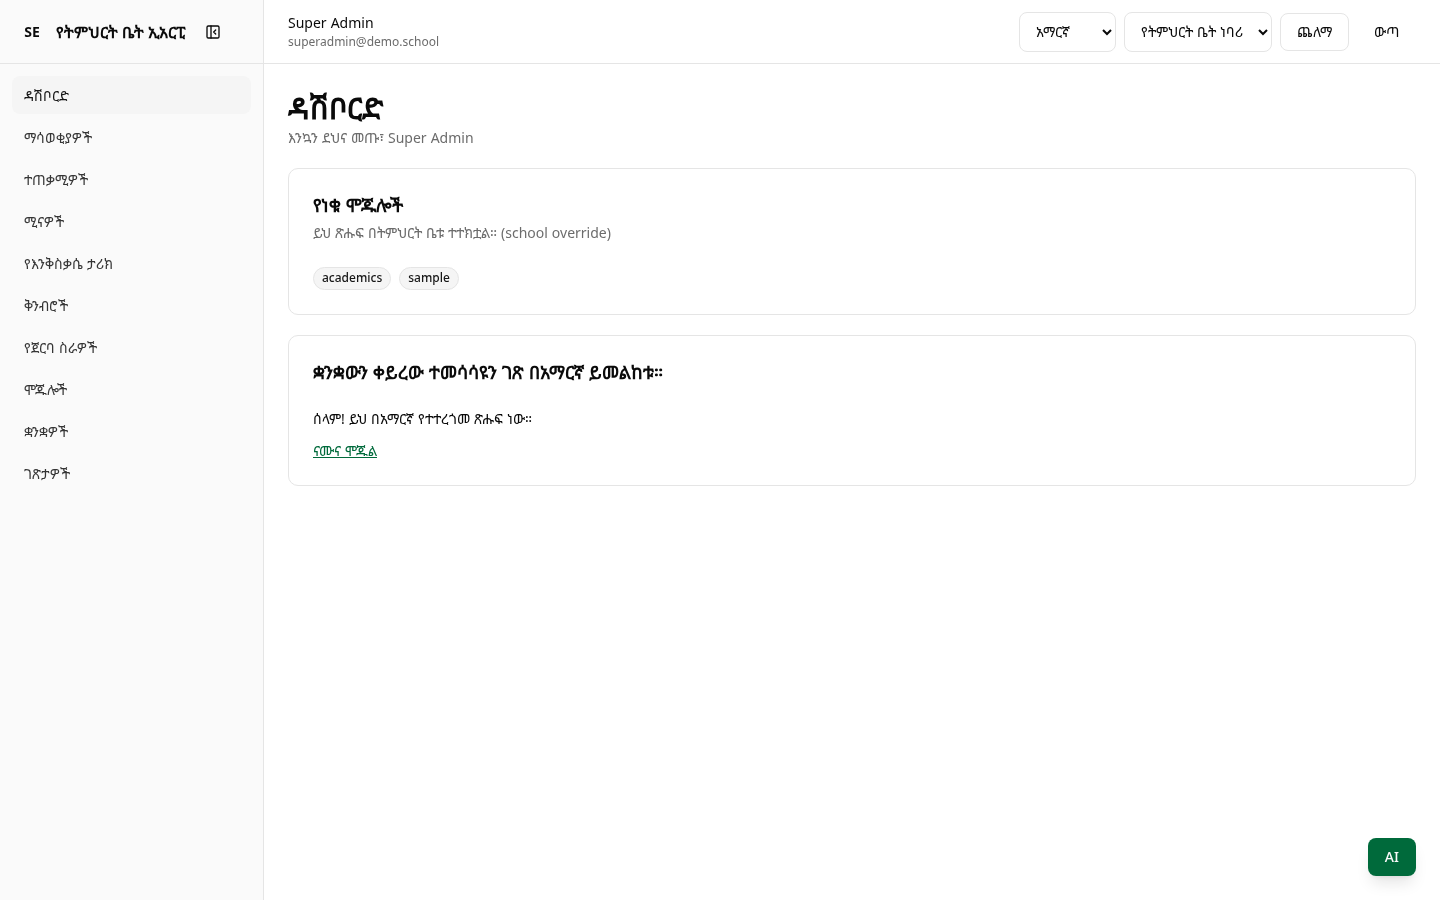 SE የትምህርት ቤት ኢአርፒ
Super Admin
superadmin@demo.school
አማርኛ
የትምህርት ቤት ነባሪ
ጨለማ
ውጣ
ዳሽቦርድ
ማሳወቂያዎች
ተጠቃሚዎች
ሚናዎች
የእንቅስቃሴ ታሪክ
ቅንብሮች
የጀርባ ስራዎች
ሞጁሎች
ቋንቋዎች
ገጽታዎች
ዳሽቦርድ
እንኳን ደህና መጡ፣ Super Admin
የነቁ ሞጁሎች
ይህ ጽሑፍ በትምህርት ቤቱ ተተክቷል። (school override)
academics
sample
ቋንቋውን ቀይረው ተመሳሳዩን ገጽ በአማርኛ ይመልከቱ።
ሰላም! ይህ በአማርኛ የተተረጎመ ጽሑፍ ነው።
ናሙና ሞጁል
AI